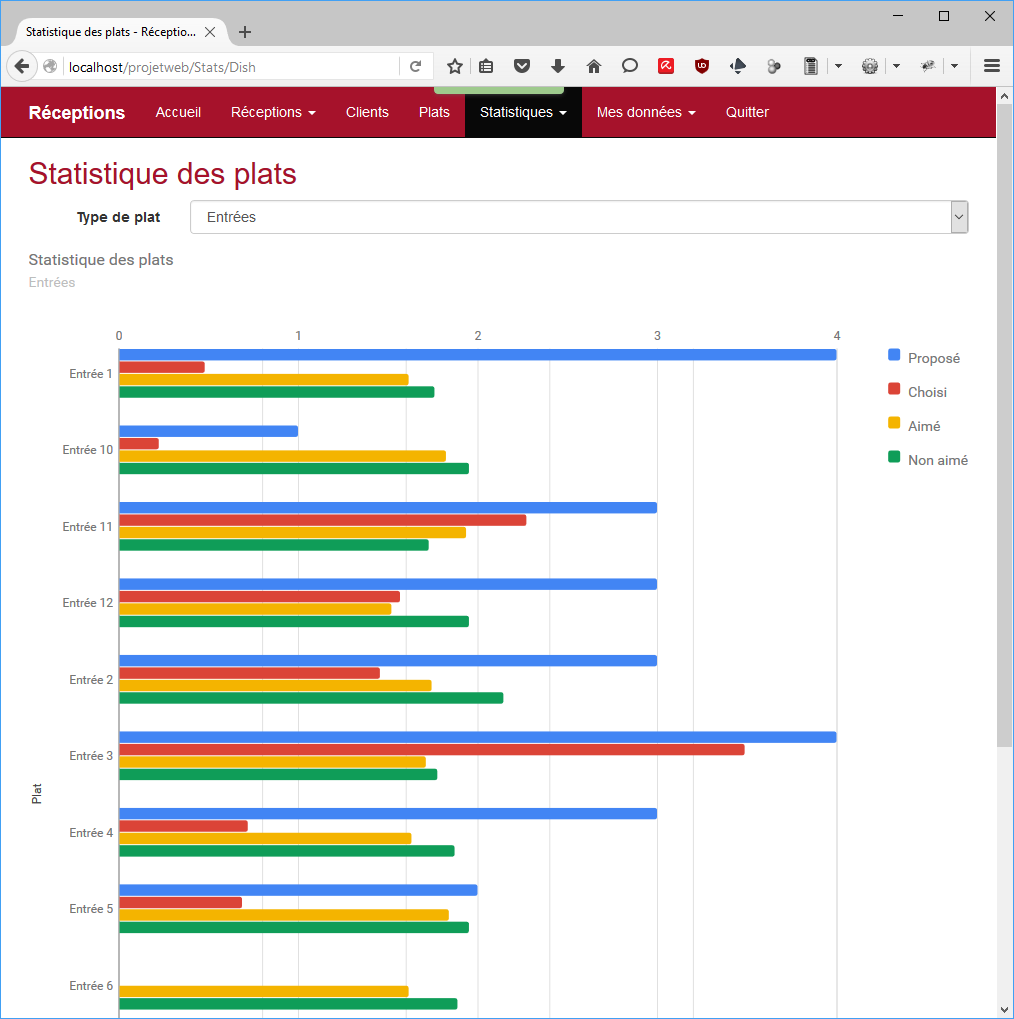 Statistique des plats - Réceptio...
localhost/projetweb/Stats/Dish
Réceptions Accueil Réceptions Clients Plats Statistiques Mes données Quitter
Statistique des plats
Type de plat Entrées
Statistique des plats
Entrées
0 1 2 3 4
Proposé
Choisi
Aimé
Non aimé
Entrée 1
Entrée 10
Entrée 11
Entrée 12
Entrée 2
Entrée 3
Entrée 4
Entrée 5
Entrée 6
Plat